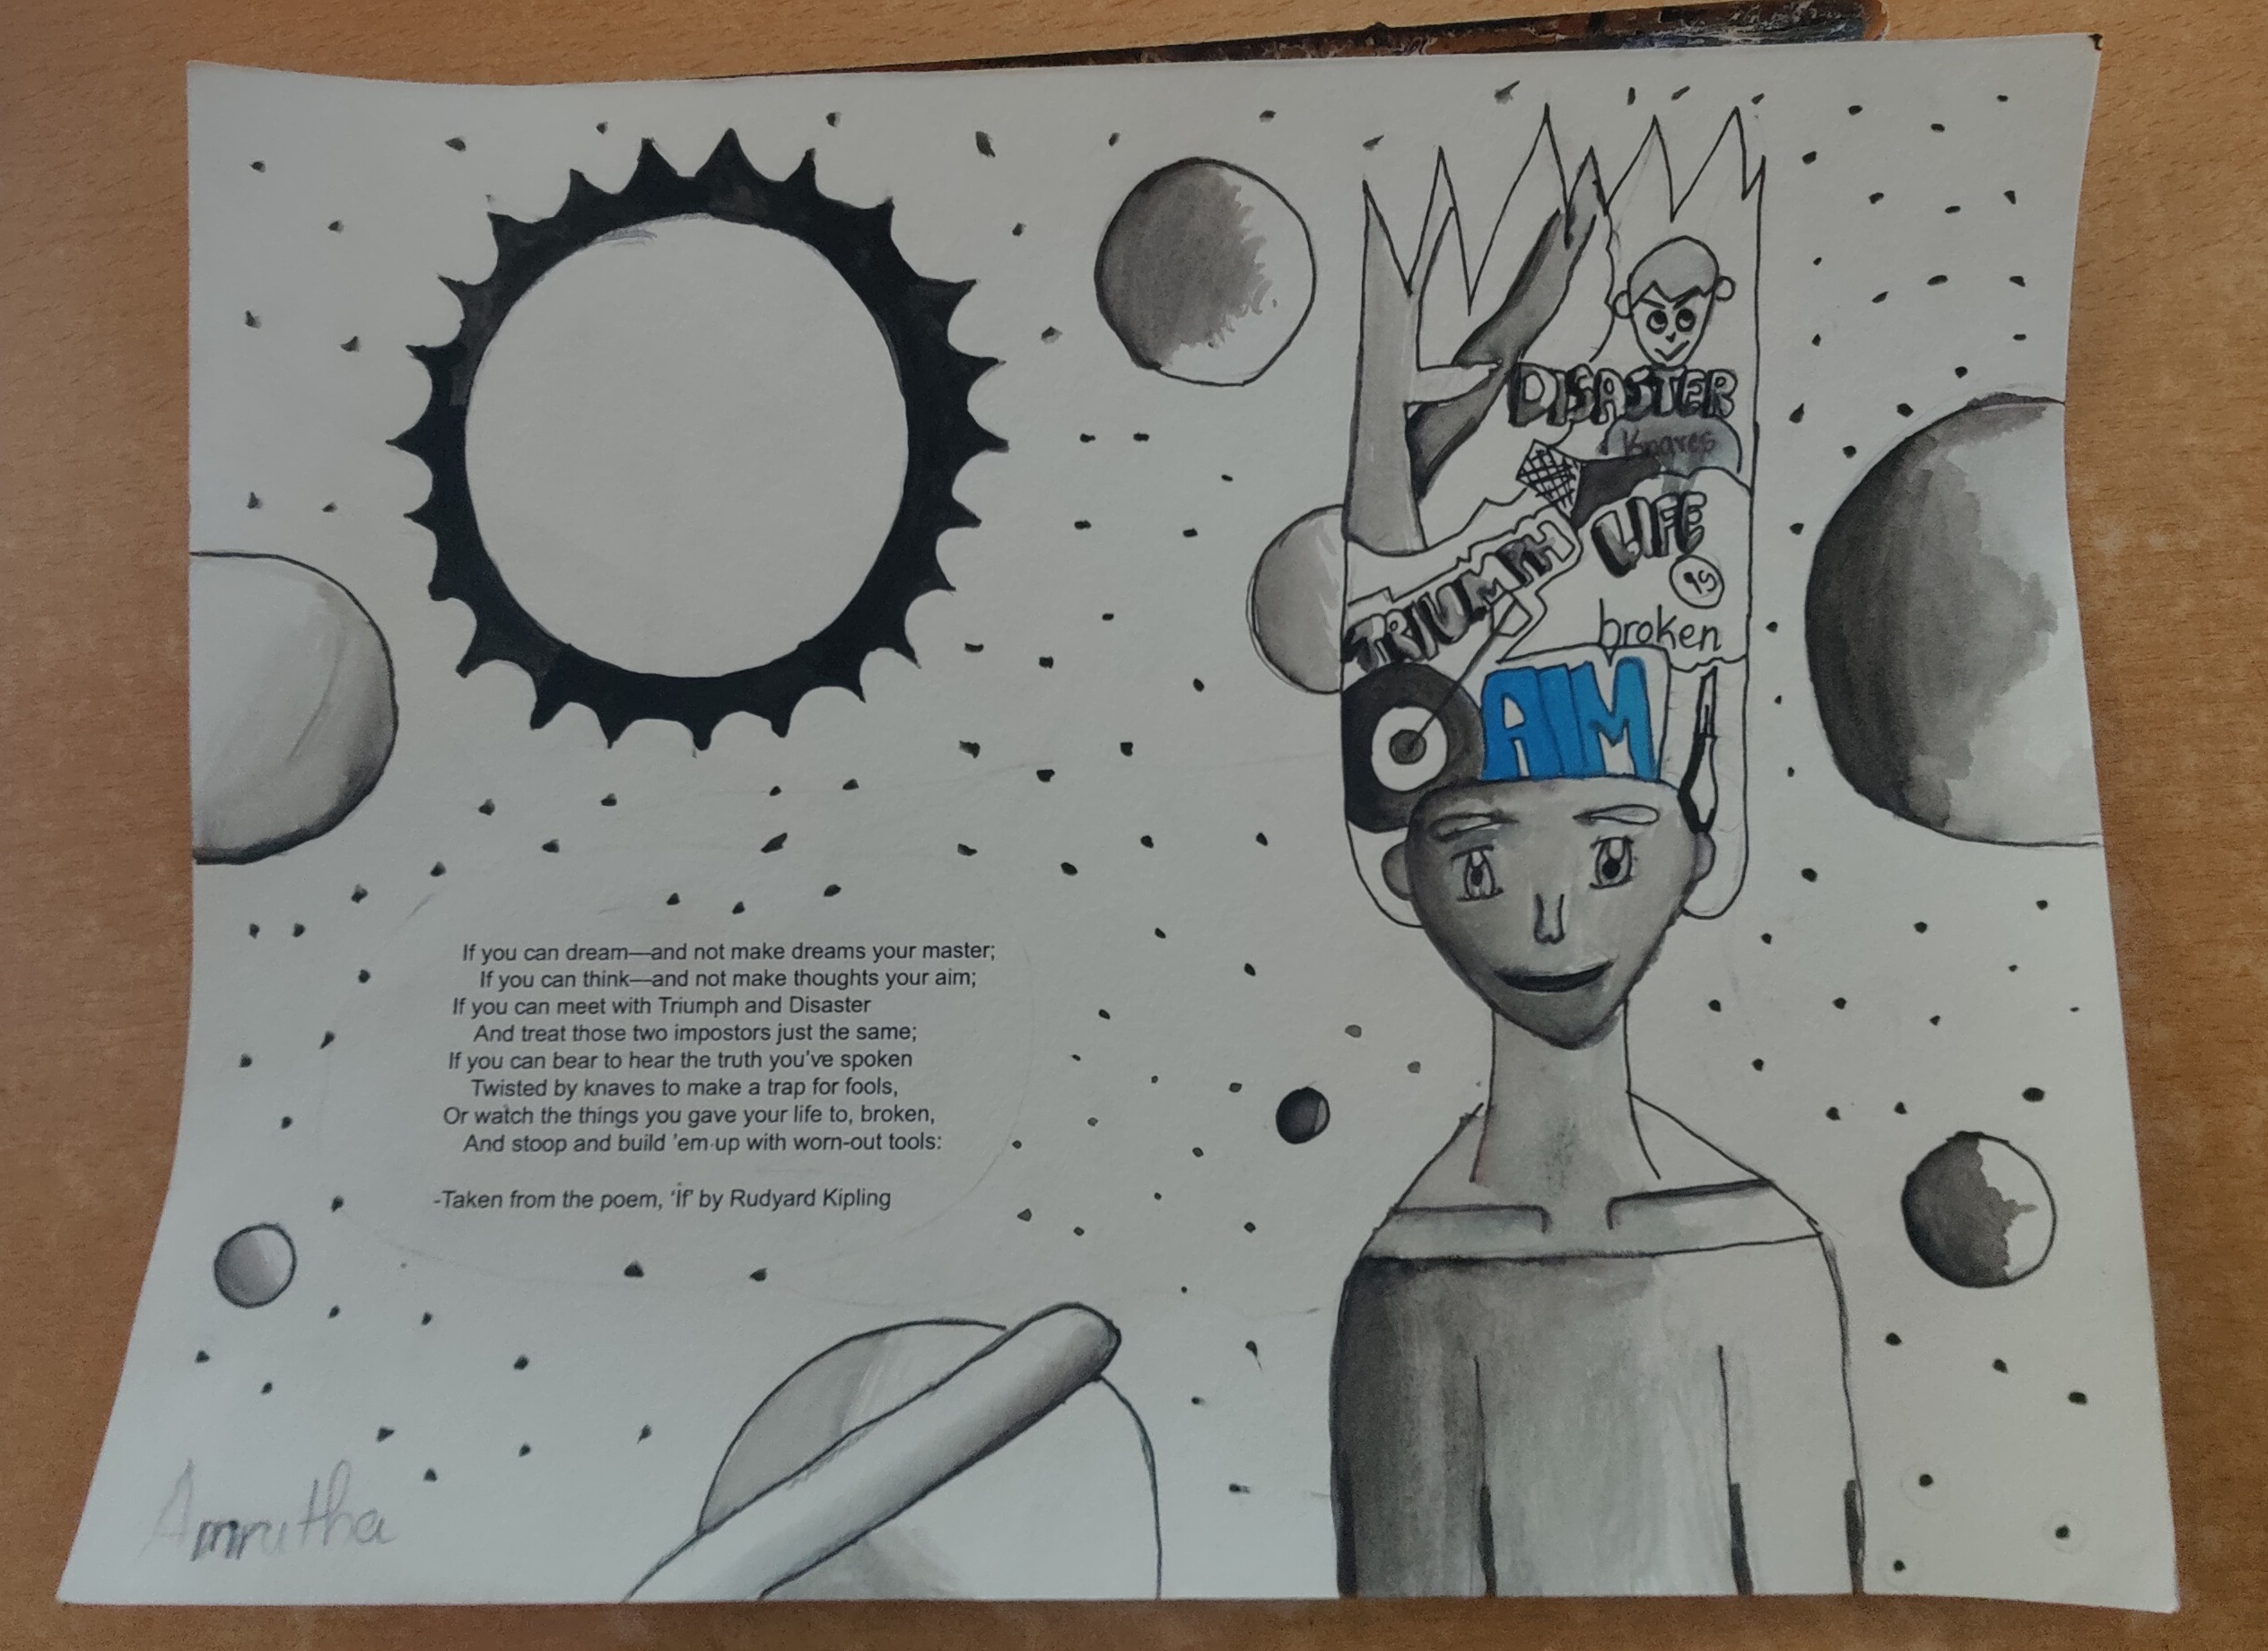 DISASTER
Knaves
LIFE
is
broken
TRIUMPH
AIM
If you can dream—and not make dreams your master;
If you can think—and not make thoughts your aim;
If you can meet with Triumph and Disaster
And treat those two impostors just the same;
If you can bear to hear the truth you've spoken
Twisted by knaves to make a trap for fools,
Or watch the things you gave your life to, broken,
And stoop and build 'em up with worn-out tools:
-Taken from the poem, 'If' by Rudyard Kipling
Amrutha